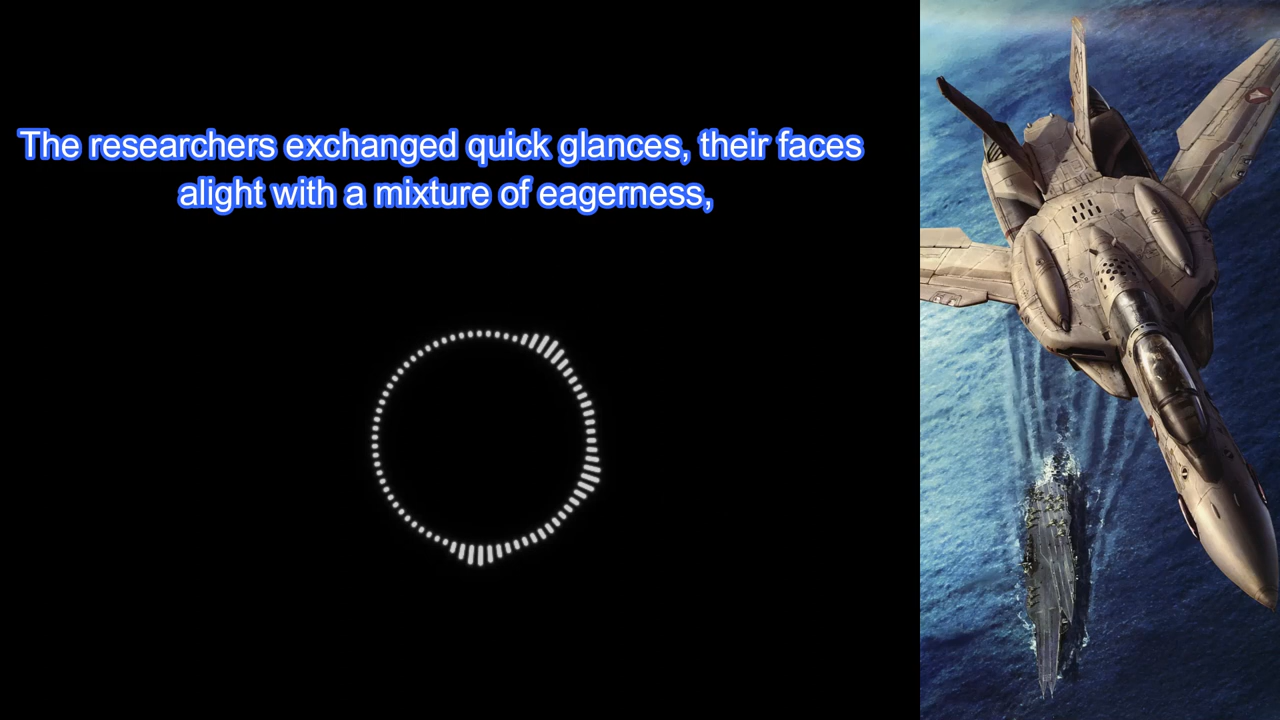 The researchers exchanged quick glances, their faces
alight with a mixture of eagerness,